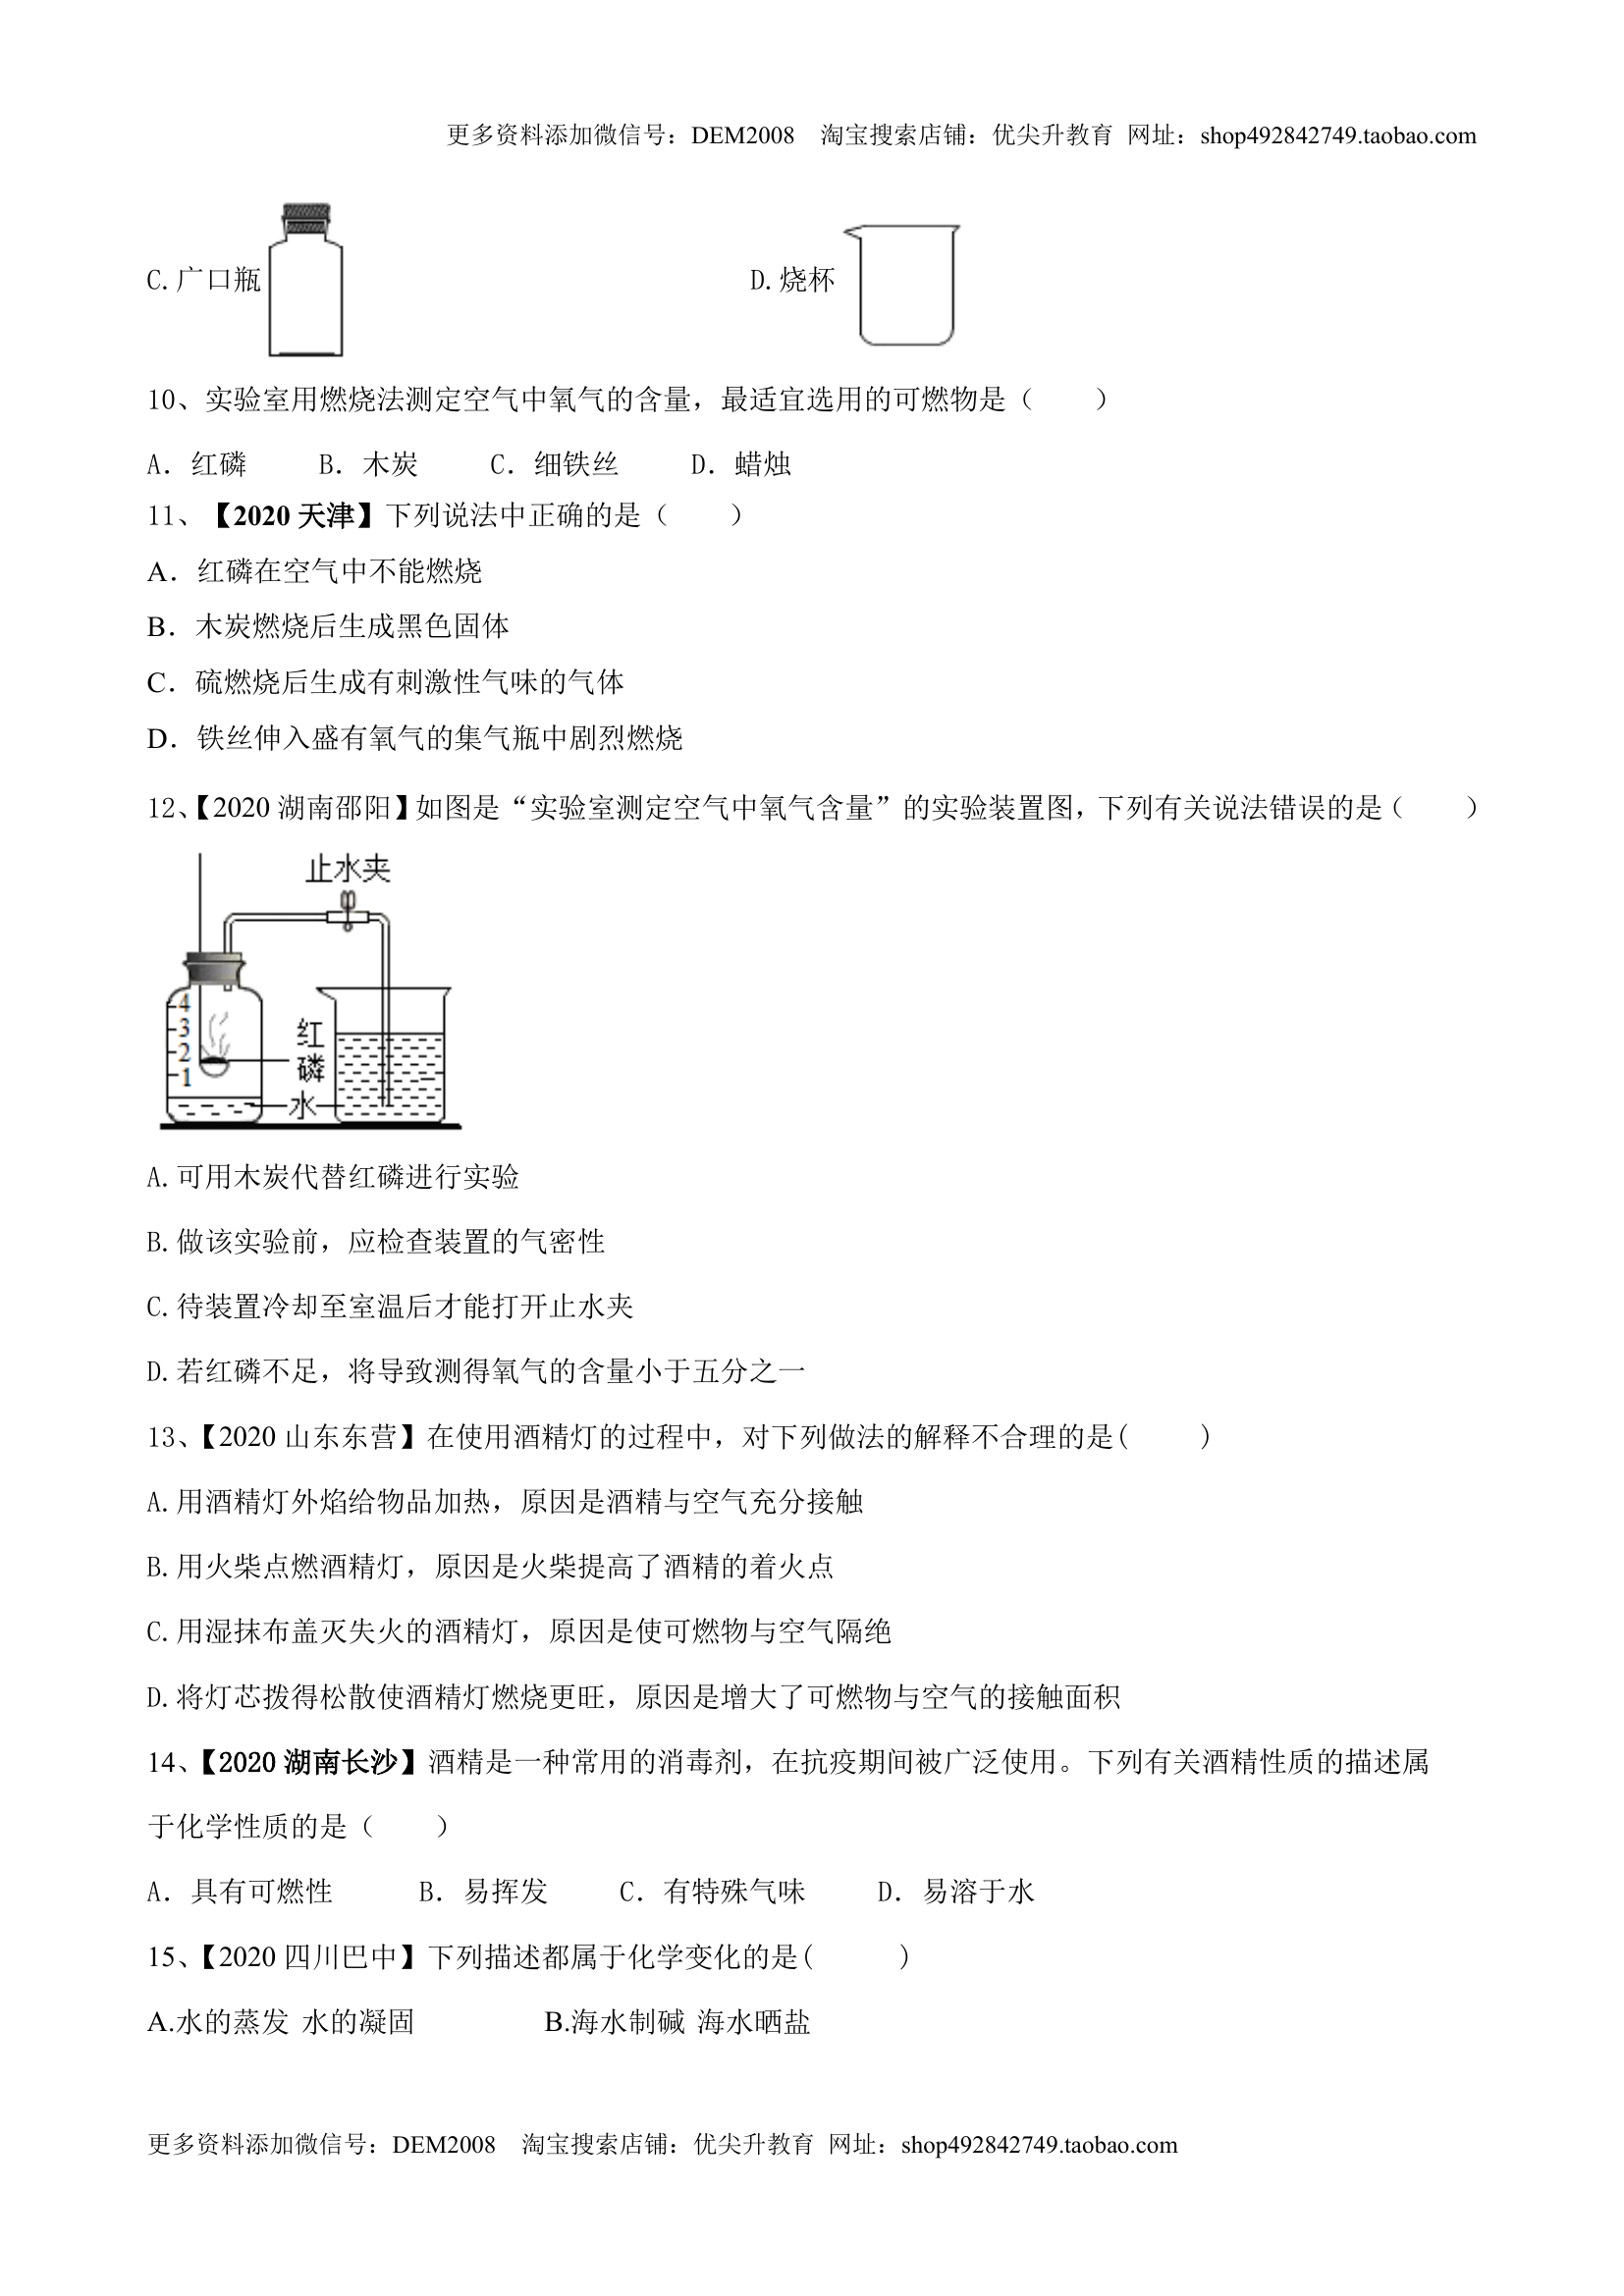 更多资料添加微信号：DEM2008 淘宝搜索店铺：优尖升教育 网址：shop492842749.taobao.com
C.广口瓶 D.烧杯
10、实验室用燃烧法测定空气中氧气的含量，最适宜选用的可燃物是（ ）
A．红磷 B．木炭 C．细铁丝 D．蜡烛
11、【2020 天津】下列说法中正确的是（ ）
A．红磷在空气中不能燃烧
B．木炭燃烧后生成黑色固体
C．硫燃烧后生成有刺激性气味的气体
D．铁丝伸入盛有氧气的集气瓶中剧烈燃烧
12、【2020 湖南邵阳】如图是“实验室测定空气中氧气含量”的实验装置图，下列有关说法错误的是（ ）
止水夹
4
3
2
1
红
磷
水
A.可用木炭代替红磷进行实验
B.做该实验前，应检查装置的气密性
C.待装置冷却至室温后才能打开止水夹
D.若红磷不足，将导致测得氧气的含量小于五分之一
13、【2020 山东东营】在使用酒精灯的过程中，对下列做法的解释不合理的是( )
A.用酒精灯外焰给物品加热，原因是酒精与空气充分接触
B.用火柴点燃酒精灯，原因是火柴提高了酒精的着火点
C.用湿抹布盖灭失火的酒精灯，原因是使可燃物与空气隔绝
D.将灯芯拨得松散使酒精灯燃烧更旺，原因是增大了可燃物与空气的接触面积
14、【2020 湖南长沙】酒精是一种常用的消毒剂，在抗疫期间被广泛使用。下列有关酒精性质的描述属
于化学性质的是（ ）
A．具有可燃性 B．易挥发 C．有特殊气味 D．易溶于水
15、【2020 四川巴中】下列描述都属于化学变化的是( )
A.水的蒸发 水的凝固 B.海水制碱 海水晒盐
更多资料添加微信号：DEM2008 淘宝搜索店铺：优尖升教育 网址：shop492842749.taobao.com